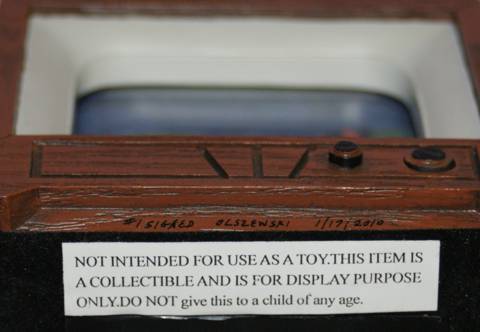 #1 SIGNED OLSZEWSKI 1/17/2010
NOT INTENDED FOR USE AS A TOY.THIS ITEM IS
A COLLECTIBLE AND IS FOR DISPLAY PURPOSE
ONLY.DO NOT give this to a child of any age.